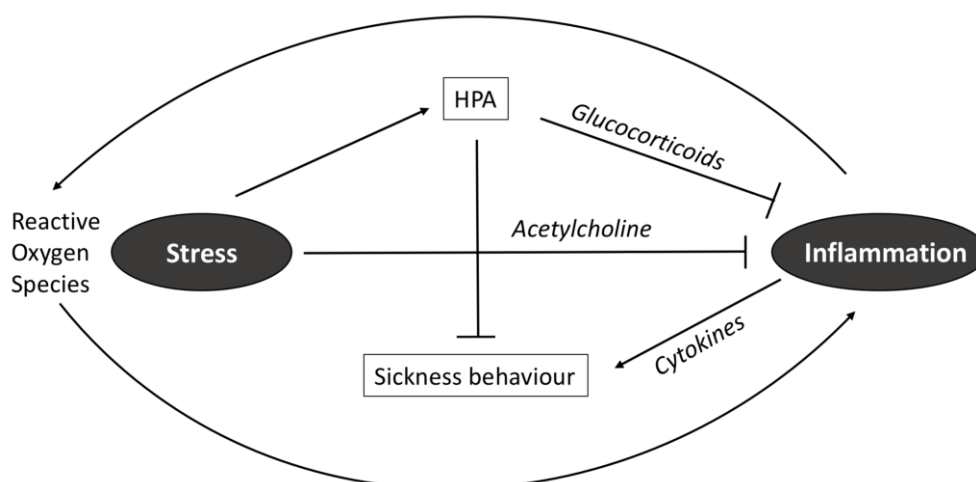 HPA
Glucocorticoids
Reactive
Oxygen
Species
Stress
Acetylcholine
Inflammation
Cytokines
Sickness behaviour